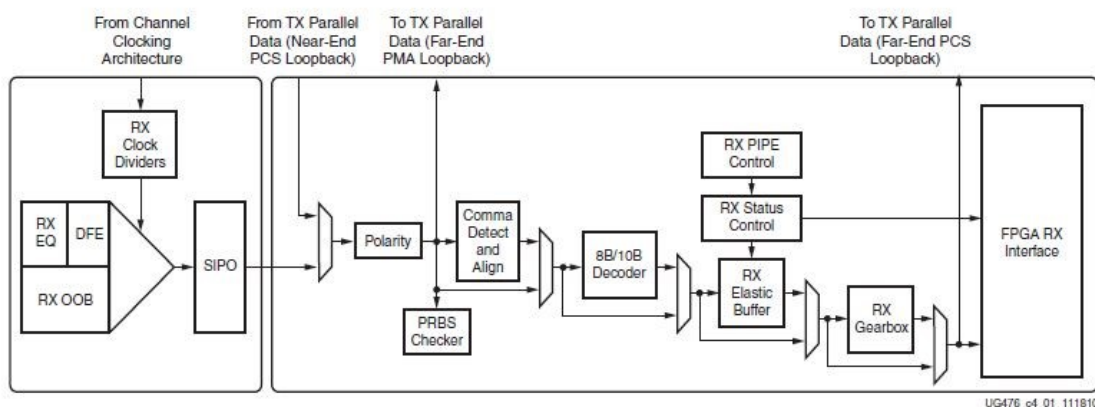 From Channel
Clocking
Architecture
From TX Parallel
Data (Near-End
PCS Loopback)
To TX Parallel
Data (Far-End
PMA Loopback)
To TX Parallel
Data (Far-End PCS
Loopback)
RX
Clock
Dividers
RX
EQ
DFE
RX OOB
SIPO
Polarity
PRBS
Checker
Comma
Detect
and
Align
8B/10B
Decoder
RX PIPE
Control
RX Status
Control
RX
Elastic
Buffer
RX
Gearbox
FPGA RX
Interface
UG476_c4_01_111810